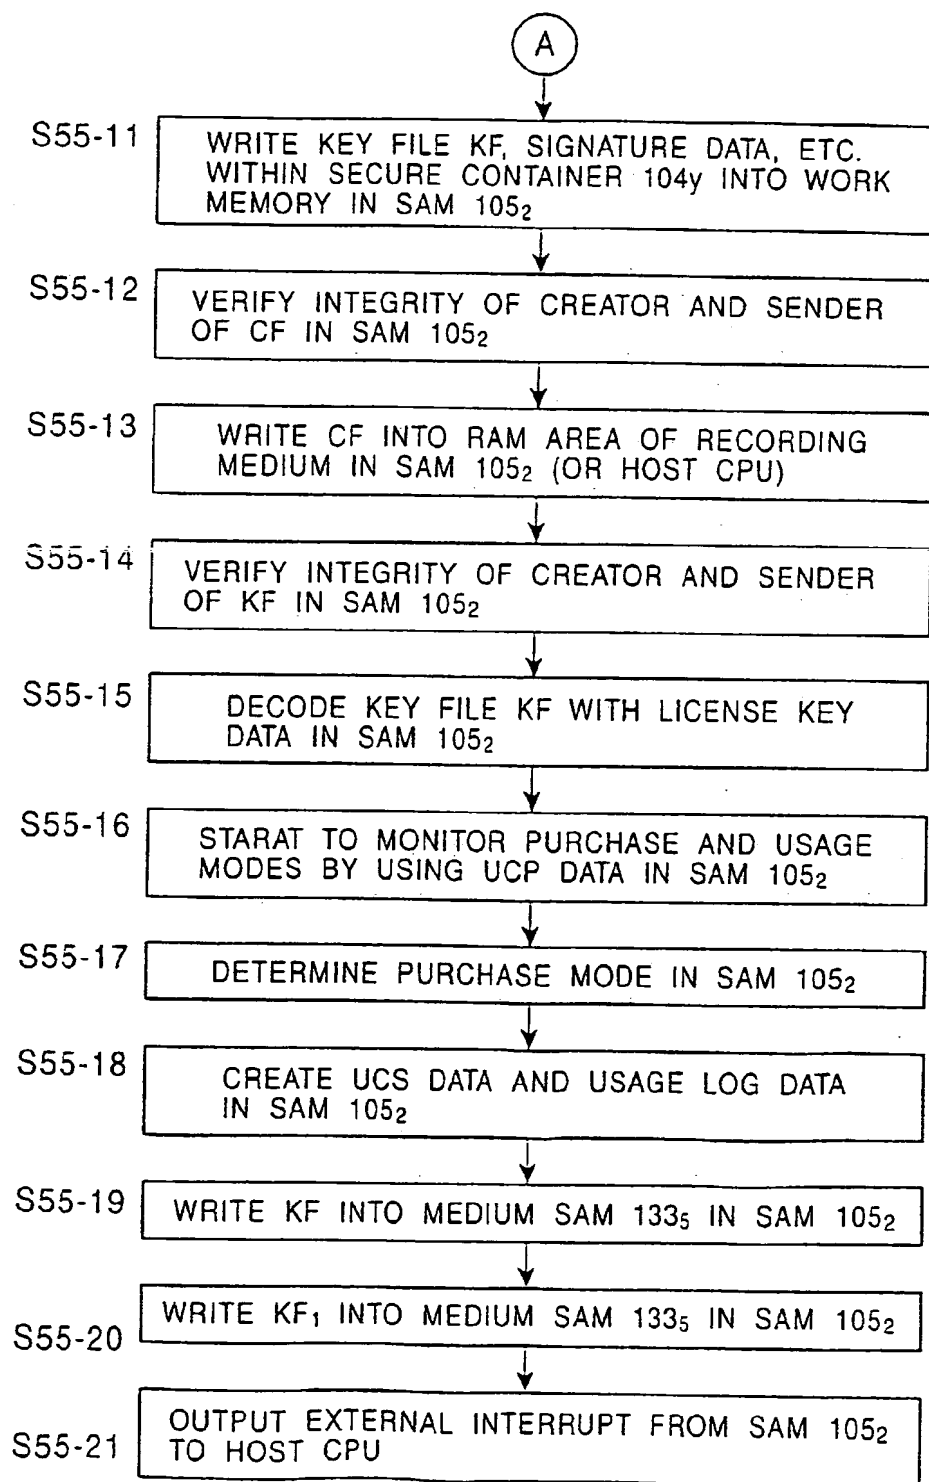 A
S55-11
WRITE KEY FILE KF, SIGNATURE DATA, ETC.
WITHIN SECURE CONTAINER 104y INTO WORK
MEMORY IN SAM 105₂
S55-12
VERIFY INTEGRITY OF CREATOR AND SENDER
OF CF IN SAM 105₂
S55-13
WRITE CF INTO RAM AREA OF RECORDING
MEDIUM IN SAM 105₂ (OR HOST CPU)
S55-14
VERIFY INTEGRITY OF CREATOR AND SENDER
OF KF IN SAM 105₂
S55-15
DECODE KEY FILE KF WITH LICENSE KEY
DATA IN SAM 105₂
S55-16
STARAT TO MONITOR PURCHASE AND USAGE
MODES BY USING UCP DATA IN SAM 105₂
S55-17
DETERMINE PURCHASE MODE IN SAM 105₂
S55-18
CREATE UCS DATA AND USAGE LOG DATA
IN SAM 105₂
S55-19
WRITE KF INTO MEDIUM SAM 133₅ IN SAM 105₂
S55-20
WRITE KF₁ INTO MEDIUM SAM 133₅ IN SAM 105₂
S55-21
OUTPUT EXTERNAL INTERRUPT FROM SAM 105₂
TO HOST CPU